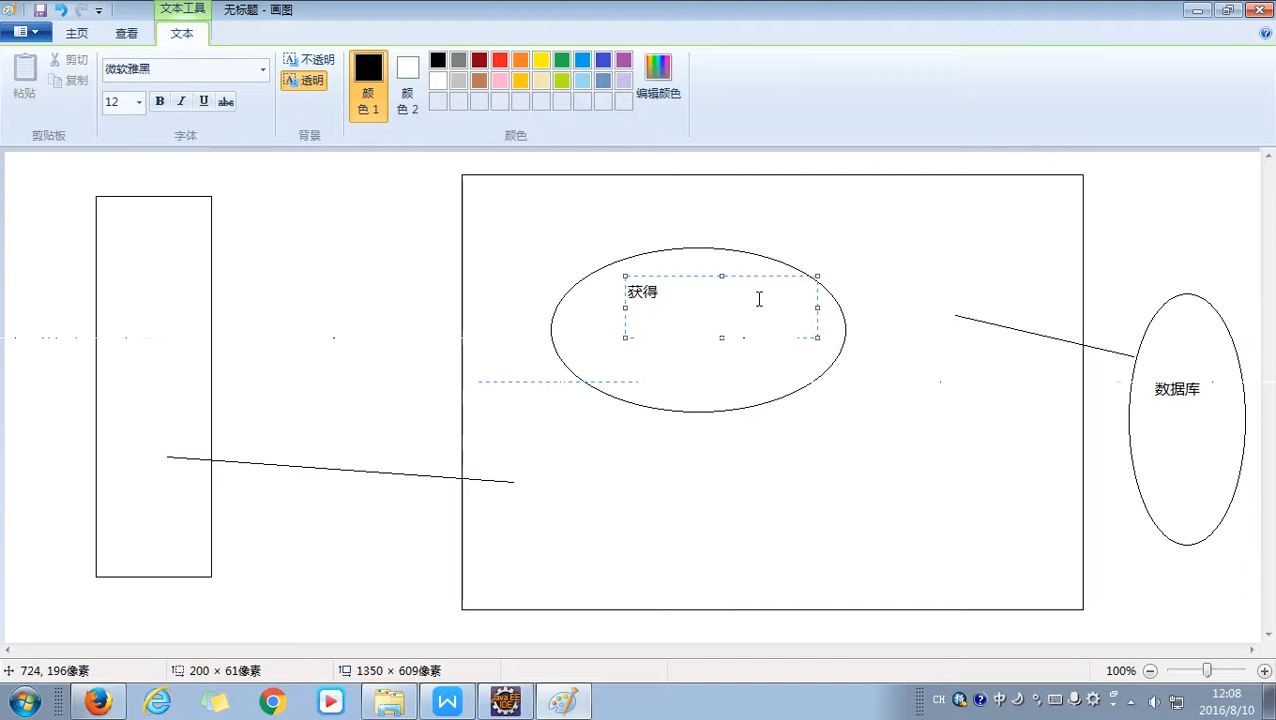 文本工具 无标题 - 画图
主页 查看 文本
粘贴 剪切 复制
剪贴板
微软雅黑
12 B I U abc
字体
不透明
透明
背景
颜色 1
颜色 2
编辑颜色
颜色
获得
数据库
724, 196像素 200 × 61像素 1350 × 609像素 100%
Java EE IDE
CH 中 12:08
2016/8/10